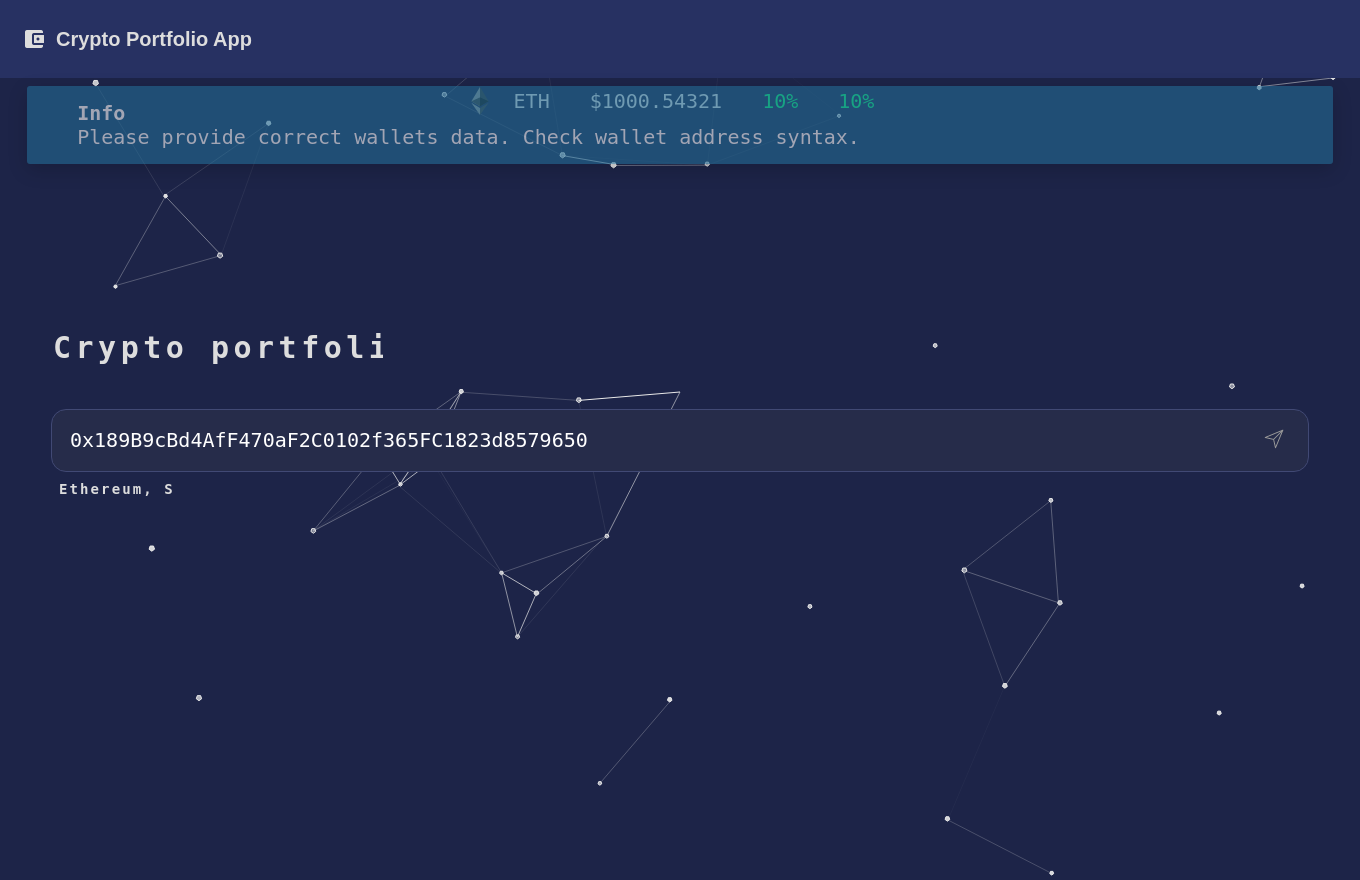 Crypto Portfolio App
ETH $1000.54321 10% 10%
Info
Please provide correct wallets data. Check wallet address syntax.
Crypto portfoli
0x189B9cBd4AfF470aF2C0102f365FC1823d8579650
Ethereum, S